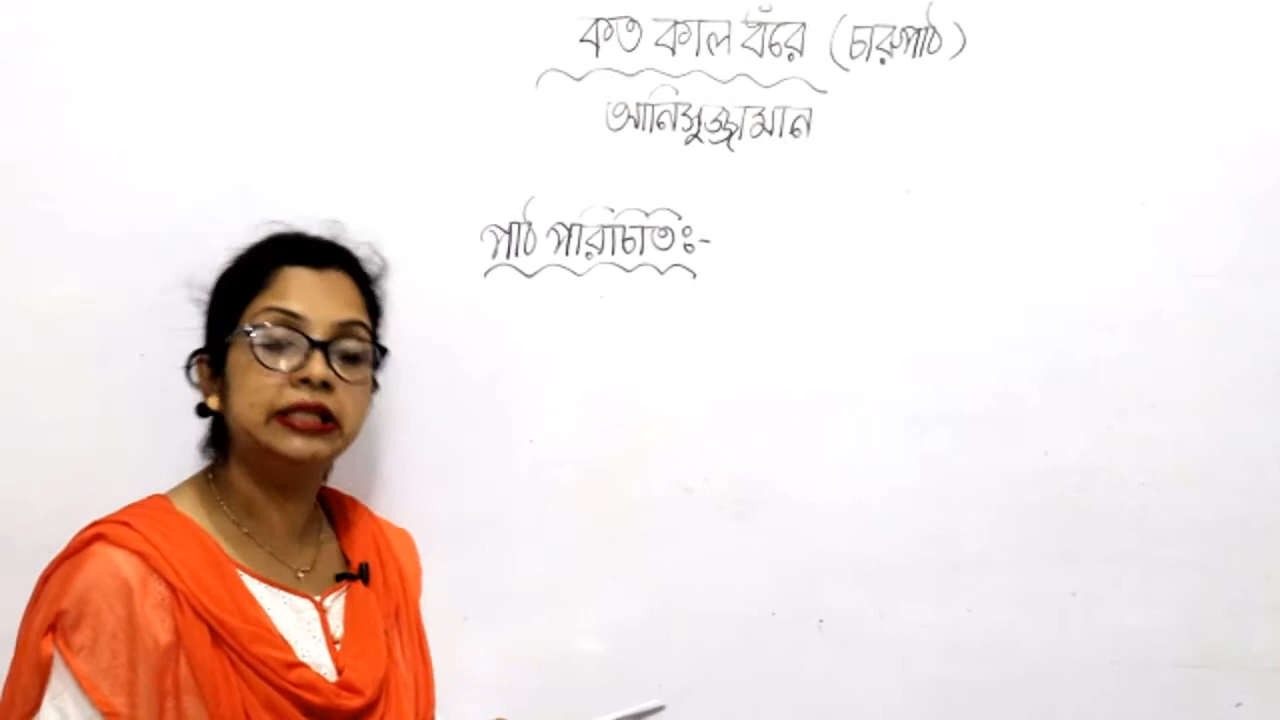 কত কাল ধরে (চারুপাঠ)
আনিসুজ্জামান
পাঠ পরিচিতিঃ-